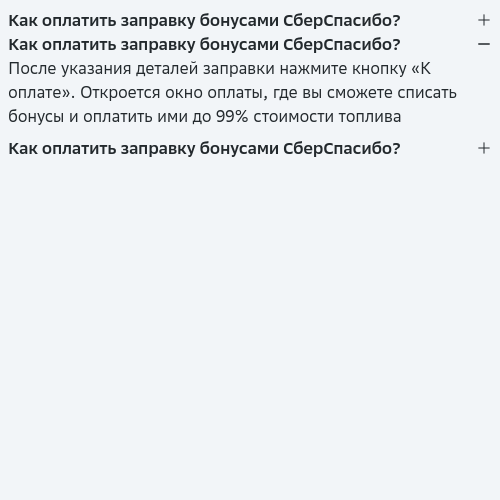 Как оплатить заправку бонусами СберСпасибо?
Как оплатить заправку бонусами СберСпасибо?
После указания деталей заправки нажмите кнопку «К
оплате». Откроется окно оплаты, где вы сможете списать
бонусы и оплатить ими до 99% стоимости топлива
Как оплатить заправку бонусами СберСпасибо?